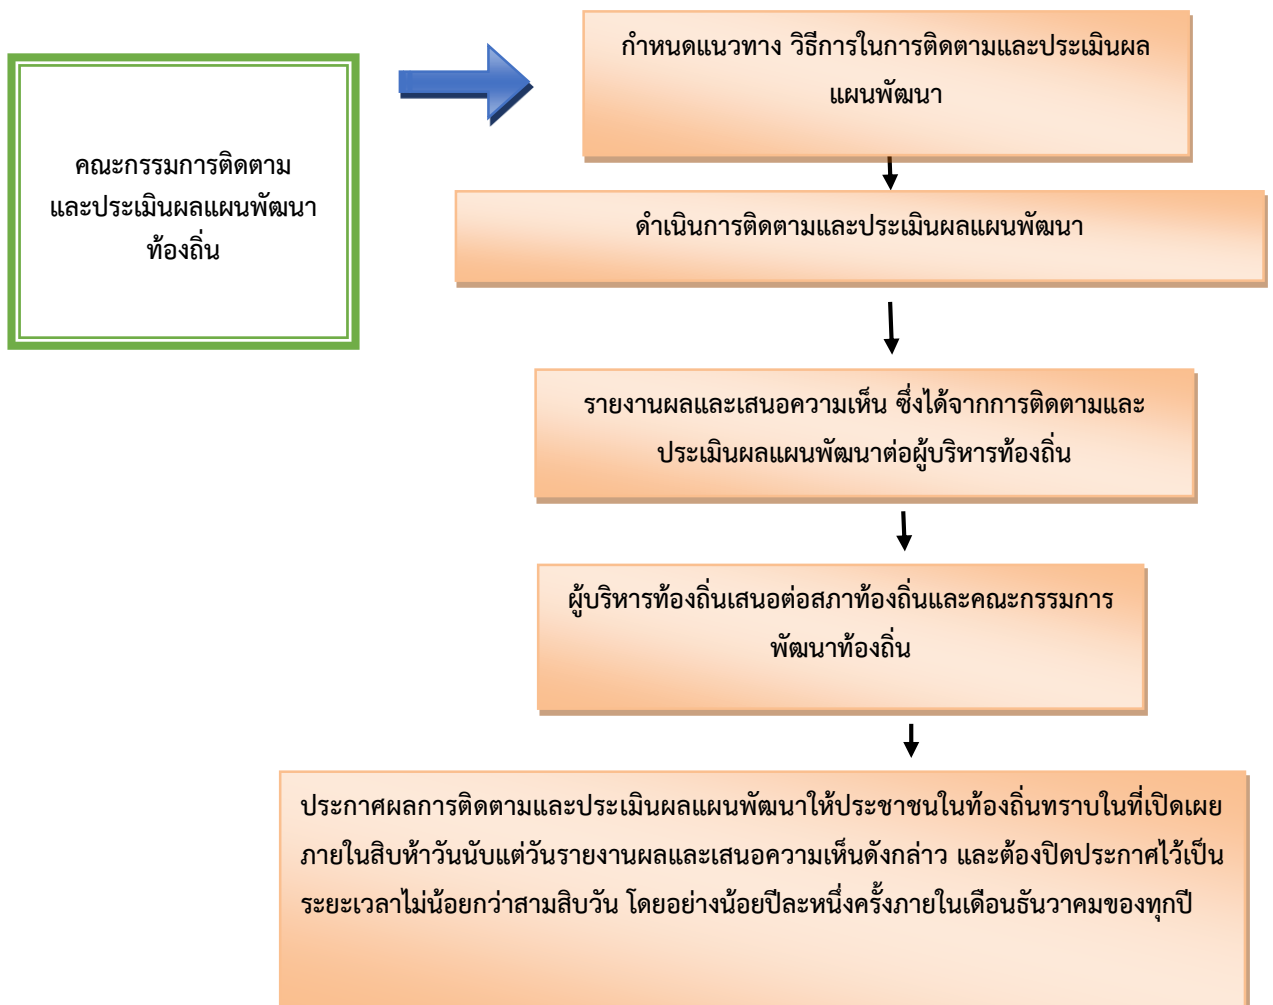 คณะกรรมการติดตาม
และประเมินผลแผนพัฒนา
ท้องถิ่น
กำหนดแนวทาง วิธีการในการติดตามและประเมินผล
แผนพัฒนา
ดำเนินการติดตามและประเมินผลแผนพัฒนา
รายงานผลและเสนอความเห็น ซึ่งได้จากการติดตามและ
ประเมินผลแผนพัฒนาต่อผู้บริหารท้องถิ่น
ผู้บริหารท้องถิ่นเสนอต่อสภาท้องถิ่นและคณะกรรมการ
พัฒนาท้องถิ่น
ประกาศผลการติดตามและประเมินผลแผนพัฒนาให้ประชาชนในท้องถิ่นทราบในที่เปิดเผย
ภายในสิบห้าวันนับแต่วันรายงานผลและเสนอความเห็นดังกล่าว และต้องปิดประกาศไว้เป็น
ระยะเวลาไม่น้อยกว่าสามสิบวัน โดยอย่างน้อยปีละหนึ่งครั้งภายในเดือนธันวาคมของทุกปี